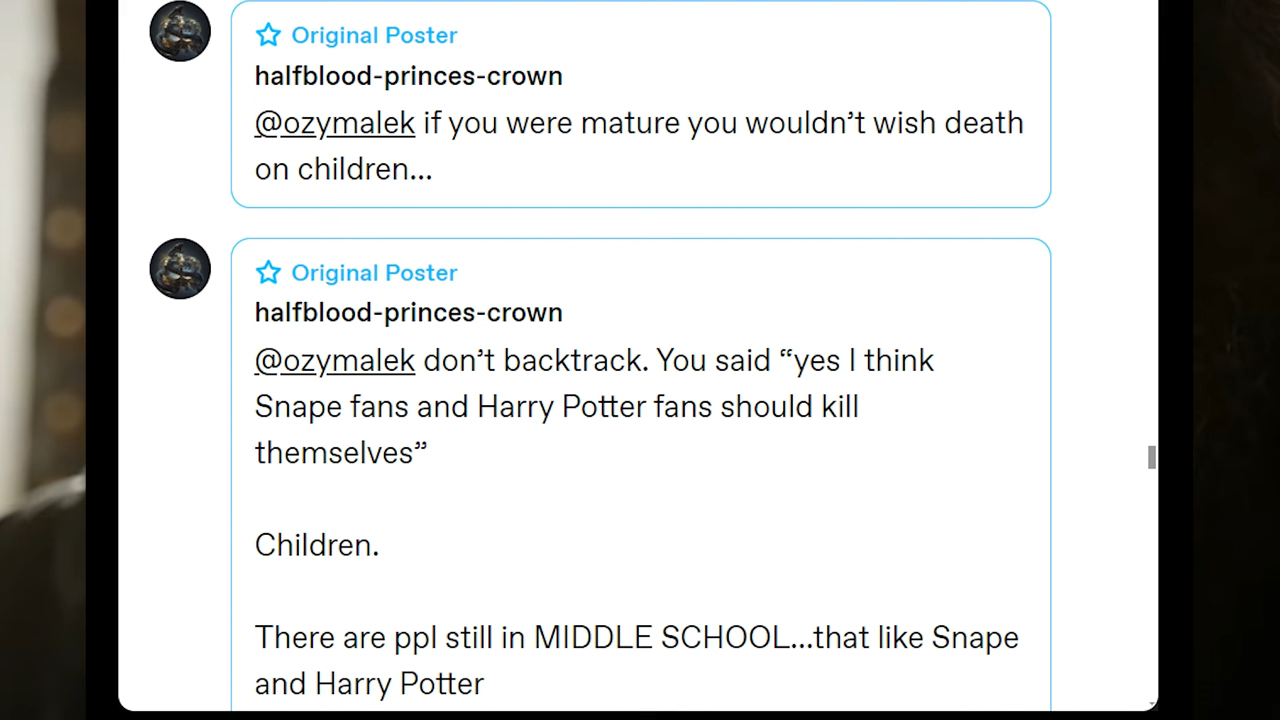 Original Poster
halfblood-princes-crown
@ozymalek if you were mature you wouldn’t wish death
on children...
Original Poster
halfblood-princes-crown
@ozymalek don’t backtrack. You said “yes I think
Snape fans and Harry Potter fans should kill
themselves”
Children.
There are ppl still in MIDDLE SCHOOL...that like Snape
and Harry Potter